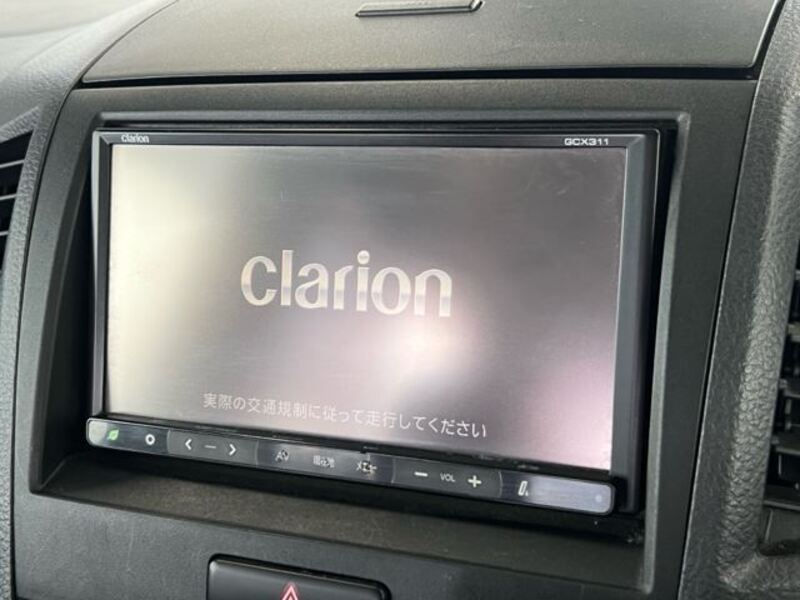 clarion
GCX311
clarion
実際の交通規制に従って走行してください
AV
現在地
メニュー
VOL